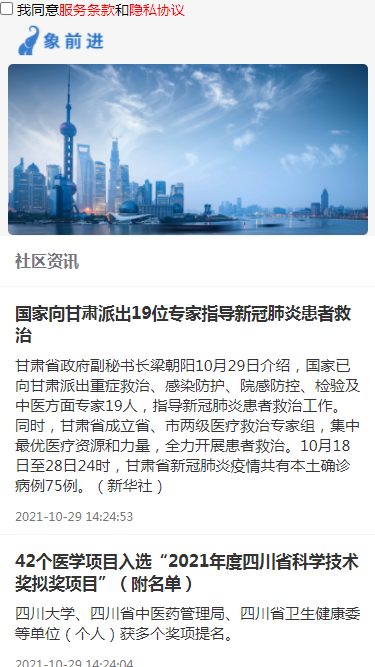 我同意服务条款和隐私协议
象前进
社区资讯
国家向甘肃派出19位专家指导新冠肺炎患者救
治
甘肃省政府副秘书长梁朝阳10月29日介绍，国家已
向甘肃派出重症救治、感染防护、院感防控、检验及
中医方面专家19人，指导新冠肺炎患者救治工作。
同时，甘肃省成立省、市两级医疗救治专家组，集中
最优医疗资源和力量，全力开展患者救治。10月18
日至28日24时，甘肃省新冠肺炎疫情共有本土确诊
病例75例。（新华社）
2021-10-29 14:24:53
42个医学项目入选“2021年度四川省科学技术
奖拟奖项目”（附名单）
四川大学、四川省中医药管理局、四川省卫生健康委
等单位（个人）获多个奖项提名。
2021-10-29 14:24:04